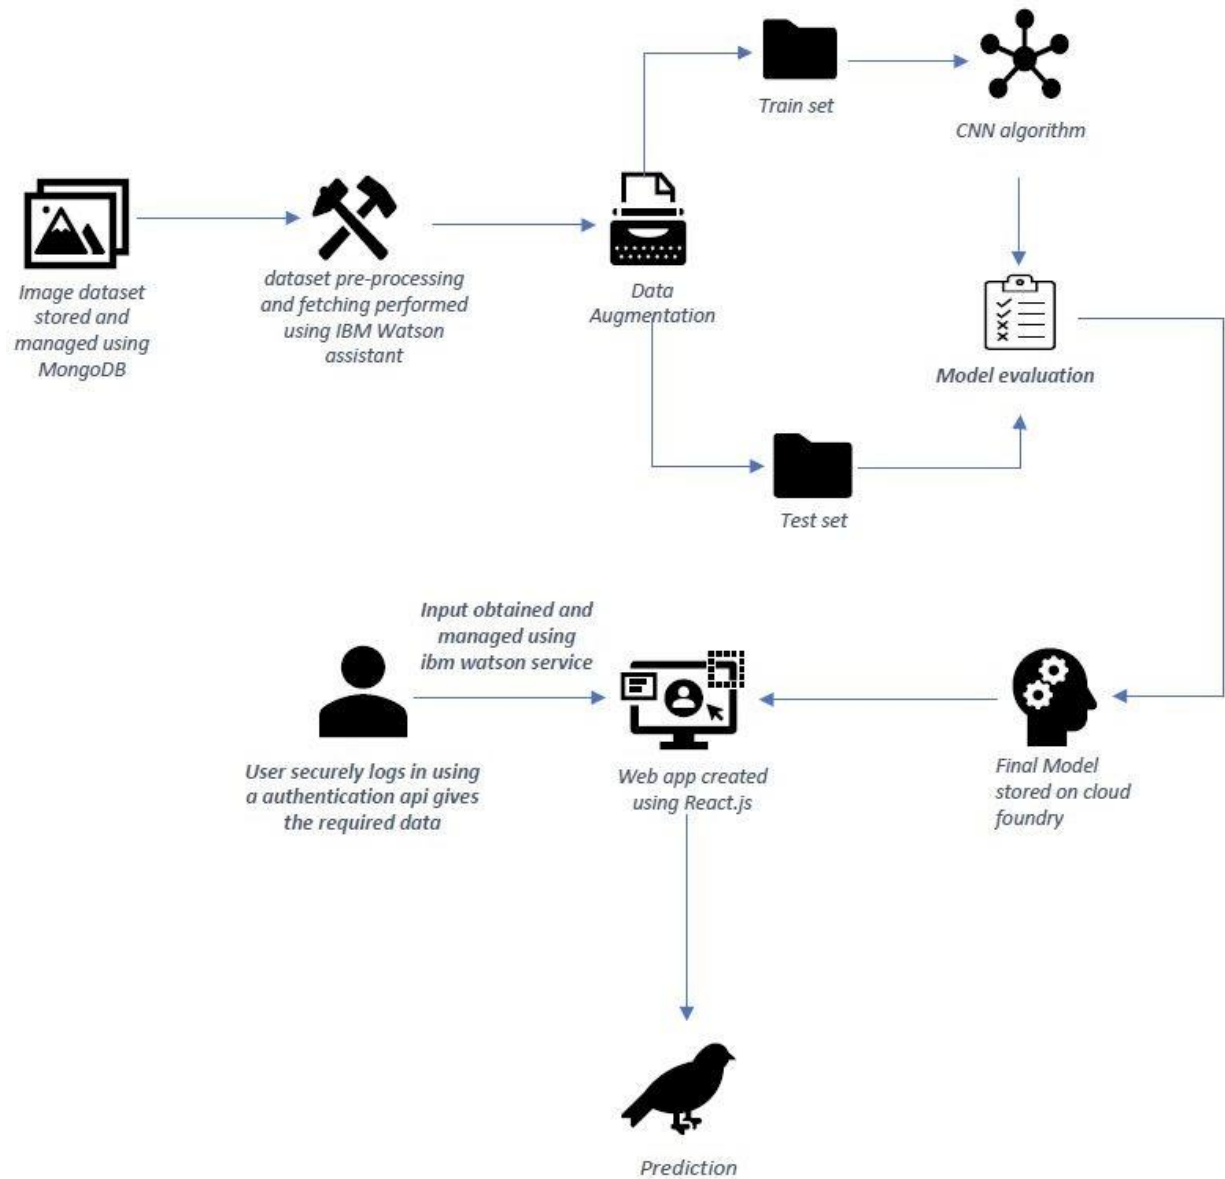 Train set
CNN algorithm
Image dataset
stored and
managed using
MongoDB
dataset pre-processing
and fetching performed
using IBM Watson
assistant
Data
Augmentation
Model evaluation
Test set
Input obtained and
managed using
ibm watson service
User securely logs in using
a authentication api gives
the required data
Web app created
using React.js
Final Model
stored on cloud
foundry
Prediction